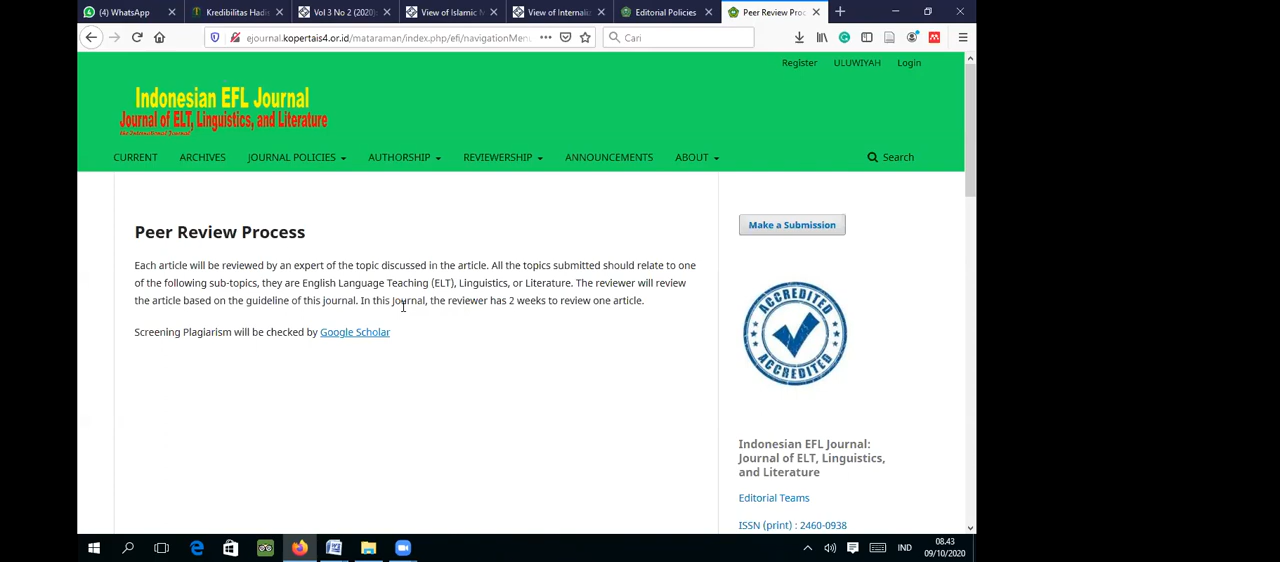 (4) WhatsApp
Kredibilitas Hadi
Vol 3 No 2 (2020):
View of Islamic M
View of Internalis
Editorial Policies
Peer Review Proc
ejournal.kopertais4.or.id/mataraman/index.php/efi/navigationMenu
Cari
Register
ULUWIYAH
Login
Indonesian EFL Journal
Journal of ELT, Linguistics, and Literature
the International Journal
CURRENT
ARCHIVES
JOURNAL POLICIES
AUTHORSHIP
REVIEWERSHIP
ANNOUNCEMENTS
ABOUT
Search
Peer Review Process
Each article will be reviewed by an expert of the topic discussed in the article. All the topics submitted should relate to one
of the following sub-topics, they are English Language Teaching (ELT), Linguistics, or Literature. The reviewer will review
the article based on the guideline of this journal. In this Journal, the reviewer has 2 weeks to review one article.
Screening Plagiarism will be checked by Google Scholar
Make a Submission
ACCREDITED
ACCREDITED
Indonesian EFL Journal:
Journal of ELT, Linguistics,
and Literature
Editorial Teams
ISSN (print) : 2460-0938
IND
08.43
09/10/2020